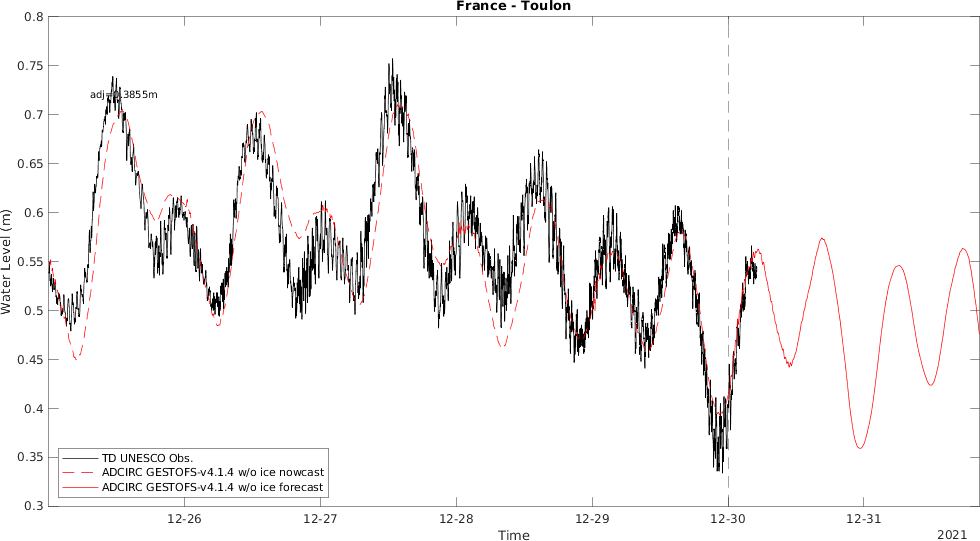 France - Toulon
0.8
0.75
0.7
0.65
0.6
0.55
0.5
0.45
0.4
0.35
0.3
Water Level (m)
adj=0.3855m
TD UNESCO Obs.
ADCIRC GESTOFS-v4.1.4 w/o ice nowcast
ADCIRC GESTOFS-v4.1.4 w/o ice forecast
12-26
12-27
12-28
12-29
12-30
12-31
Time
2021